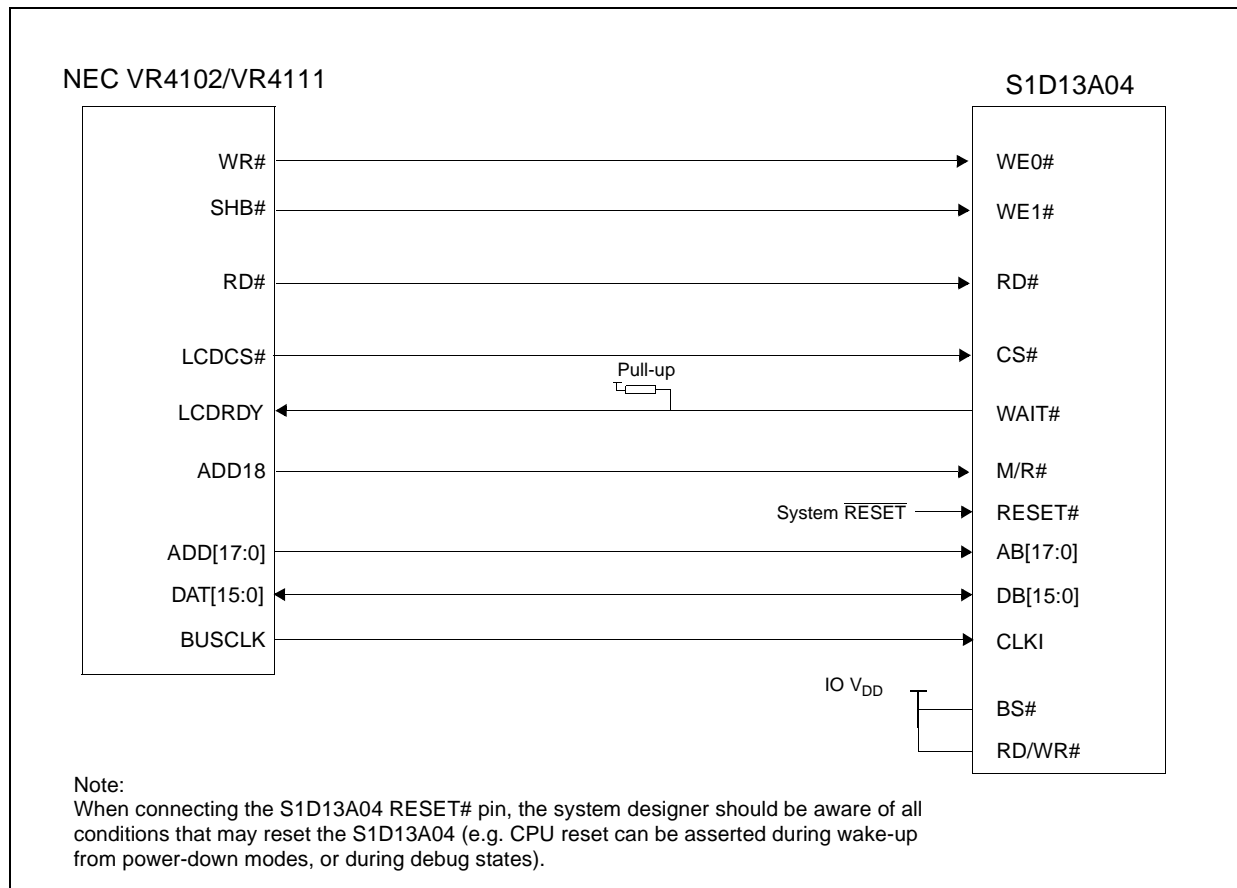 NEC VR4102/VR4111
S1D13A04
WR#
WE0#
SHB#
WE1#
RD#
RD#
LCDCS#
CS#
Pull-up
LCDRDY
WAIT#
ADD18
M/R#
System RESET
RESET#
ADD[17:0]
AB[17:0]
DAT[15:0]
DB[15:0]
BUSCLK
CLKI
IO VDD
BS#
RD/WR#
Note:
When connecting the S1D13A04 RESET# pin, the system designer should be aware of all
conditions that may reset the S1D13A04 (e.g. CPU reset can be asserted during wake-up
from power-down modes, or during debug states).